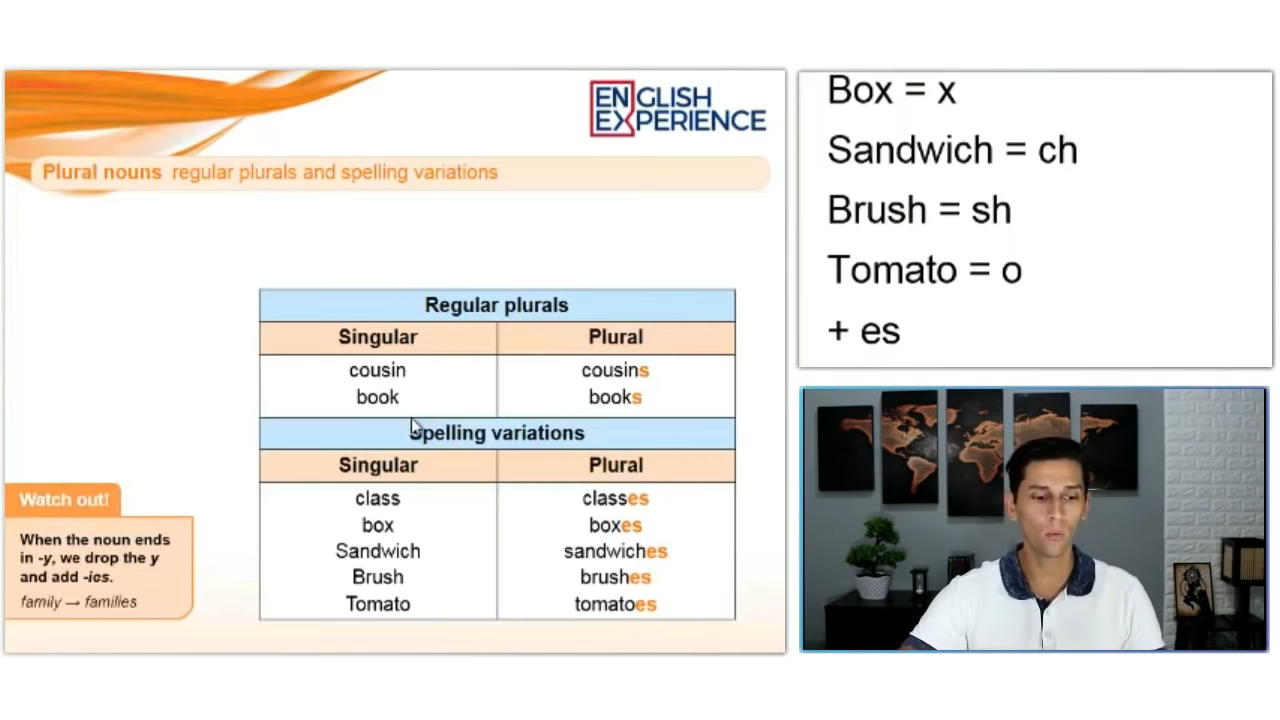 ENGLISH
EXPERIENCE
Plural nouns regular plurals and spelling variations
Regular plurals
Singular Plural
cousin cousins
book books
Spelling variations
Singular Plural
class classes
box boxes
Sandwich sandwiches
Brush brushes
Tomato tomatoes
Watch out!
When the noun ends
in -y, we drop the y
and add -ies.
family → families
Box = x
Sandwich = ch
Brush = sh
Tomato = o
+ es